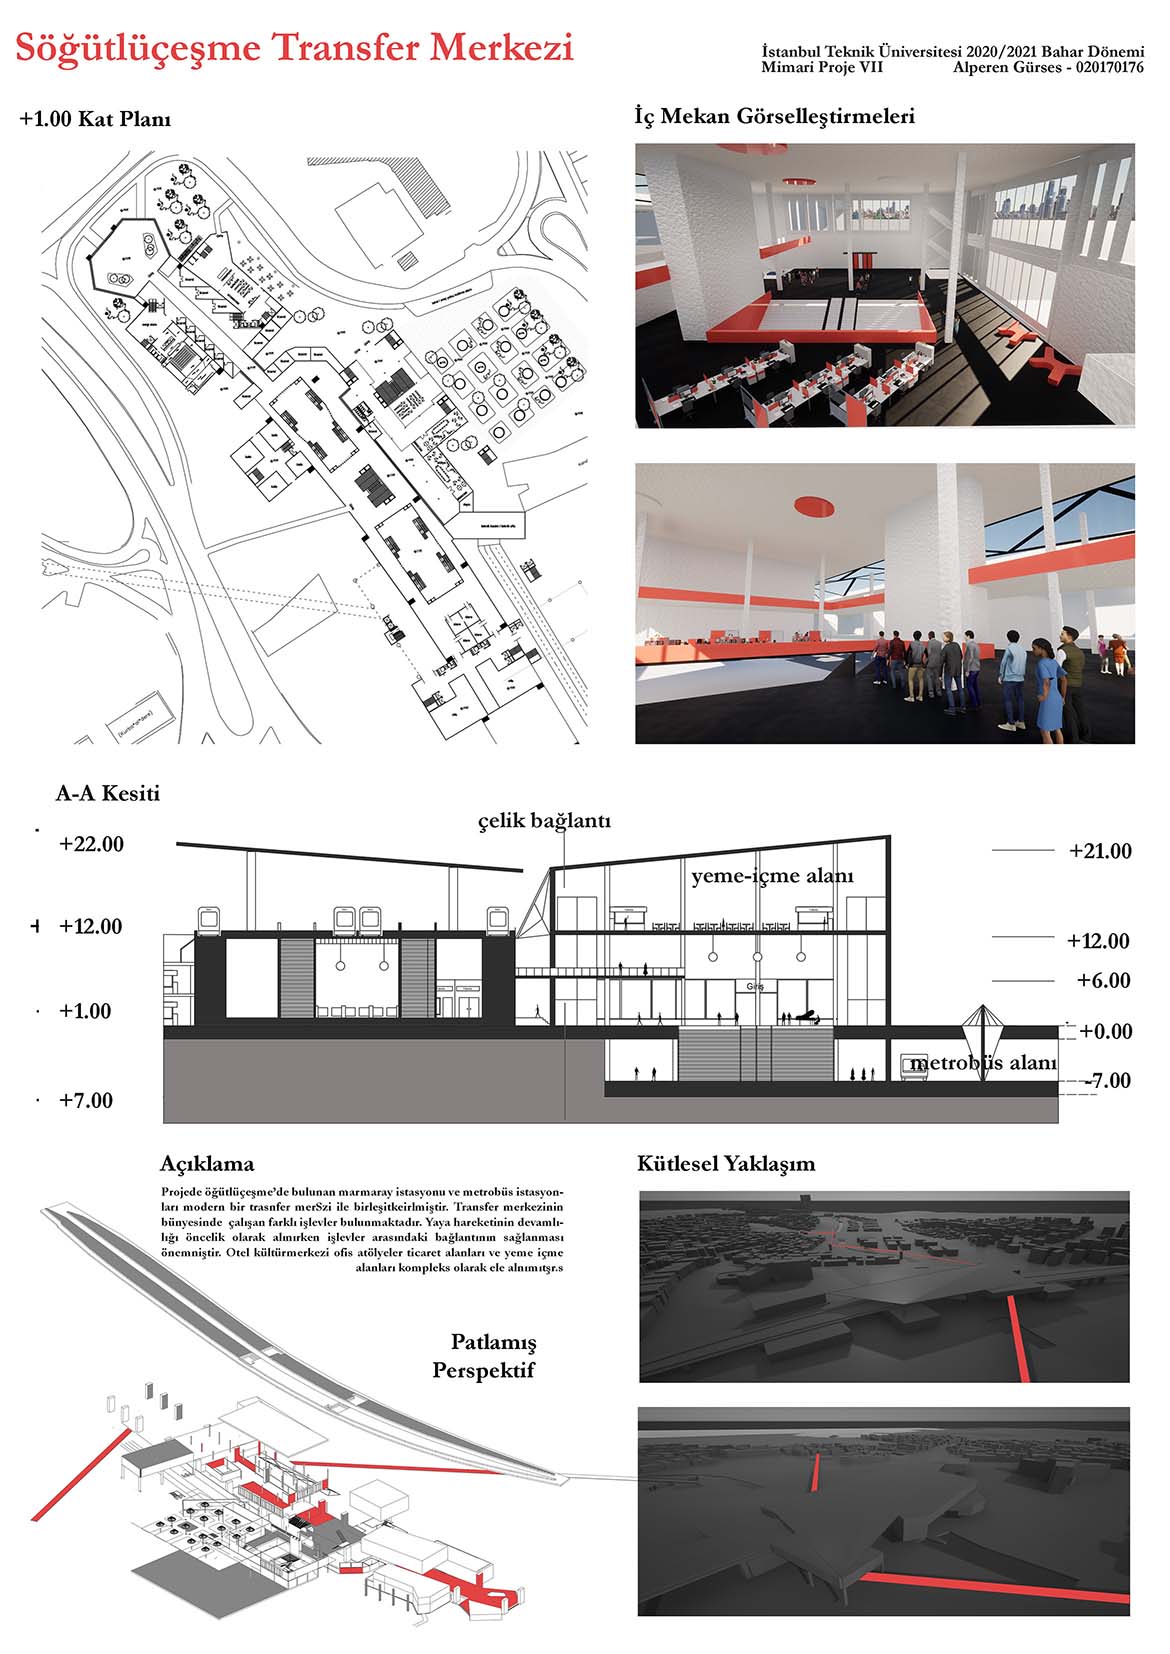 Söğütlüçeşme Transfer Merkezi
İstanbul Teknik Üniversitesi 2020/2021 Bahar Dönemi
Mimari Proje VII Alperen Gürses - 020170176
+1.00 Kat Planı
İç Mekan Görselleştirmeleri
A-A Kesiti
çelik bağlantı
+22.00
+21.00
yeme-içme alanı
+12.00
+12.00
+6.00
Giriş
+1.00
+0.00
metrobüs alanı
-7.00
+7.00
Açıklama
Projede öğütlüçeşme'de bulunan marmaray istasyonu ve metrobüs istasyon-
ları modern bir trasnfer merSzi ile birleşitkeirlmiştir. Transfer merkezinin
bünyesinde çalışan farklı işlevler bulunmaktadır. Yaya hareketinin devamlı-
lığı öncelik olarak alınırken işlevler arasındaki bağlantının sağlanması
önemniştir. Otel kültürmerkezi ofis atölyeler ticaret alanları ve yeme içme
alanları kompleks olarak ele alnımıtşr.s
Kütlesel Yaklaşım
Patlamış
Perspektif